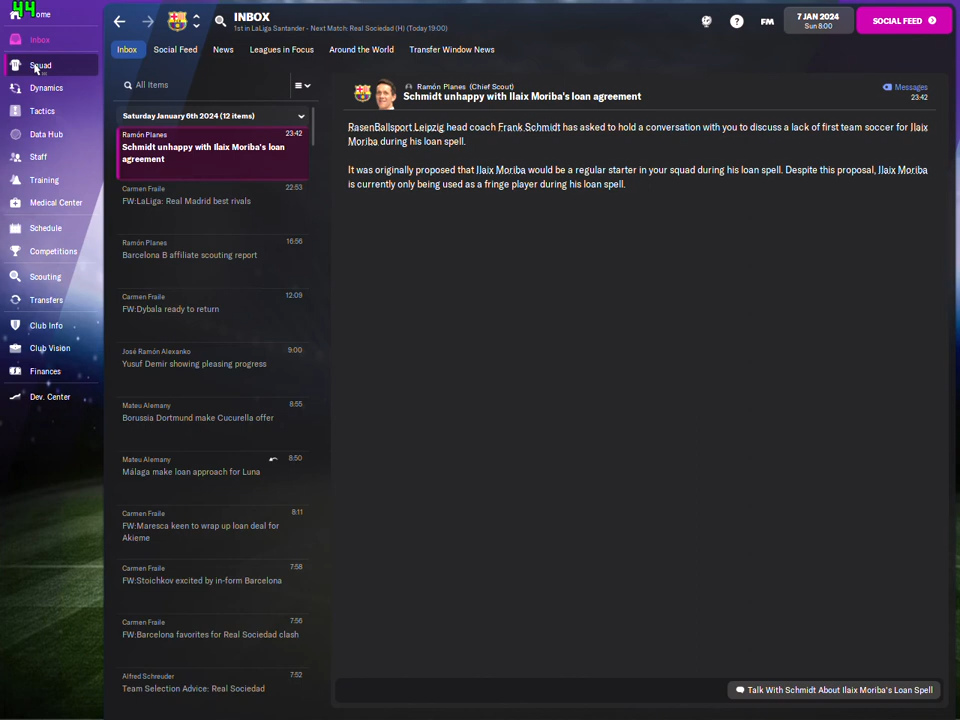 44
ome
Inbox
Squad
Dynamics
Tactics
Data Hub
Staff
Training
Medical Center
Schedule
Competitions
Scouting
Transfers
Club Info
Club Vision
Finances
Dev. Center
INBOX
1st in LaLiga Santander - Next Match: Real Sociedad (H) (Today 19:00)
?
FM
7 JAN 2024
Sun 8:00
SOCIAL FEED
Inbox
Social Feed
News
Leagues in Focus
Around the World
Transfer Window News
All Items
Saturday January 6th 2024 (12 items)
Ramón Planes 23:42
Schmidt unhappy with Ilaix Moriba's loan
agreement
Carmen Fraile 22:53
FW:LaLiga: Real Madrid best rivals
Ramón Planes 16:56
Barcelona B affiliate scouting report
Carmen Fraile 12:09
FW:Dybala ready to return
José Ramón Alexanko 9:00
Yusuf Demir showing pleasing progress
Mateu Alemany 8:55
Borussia Dortmund make Cucurella offer
Mateu Alemany 8:50
Málaga make loan approach for Luna
Carmen Fraile 8:11
FW:Maresca keen to wrap up loan deal for
Akieme
Carmen Fraile 7:58
FW:Stoichkov excited by in-form Barcelona
Carmen Fraile 7:56
FW:Barcelona favorites for Real Sociedad clash
Alfred Schreuder 7:52
Team Selection Advice: Real Sociedad
Ramón Planes (Chief Scout)
Schmidt unhappy with Ilaix Moriba's loan agreement
Messages
23:42
RasenBallsport Leipzig head coach Frank Schmidt has asked to hold a conversation with you to discuss a lack of first team soccer for Ilaix
Moriba during his loan spell.
It was originally proposed that Ilaix Moriba would be a regular starter in your squad during his loan spell. Despite this proposal, Ilaix Moriba
is currently only being used as a fringe player during his loan spell.
Talk With Schmidt About Ilaix Moriba's Loan Spell